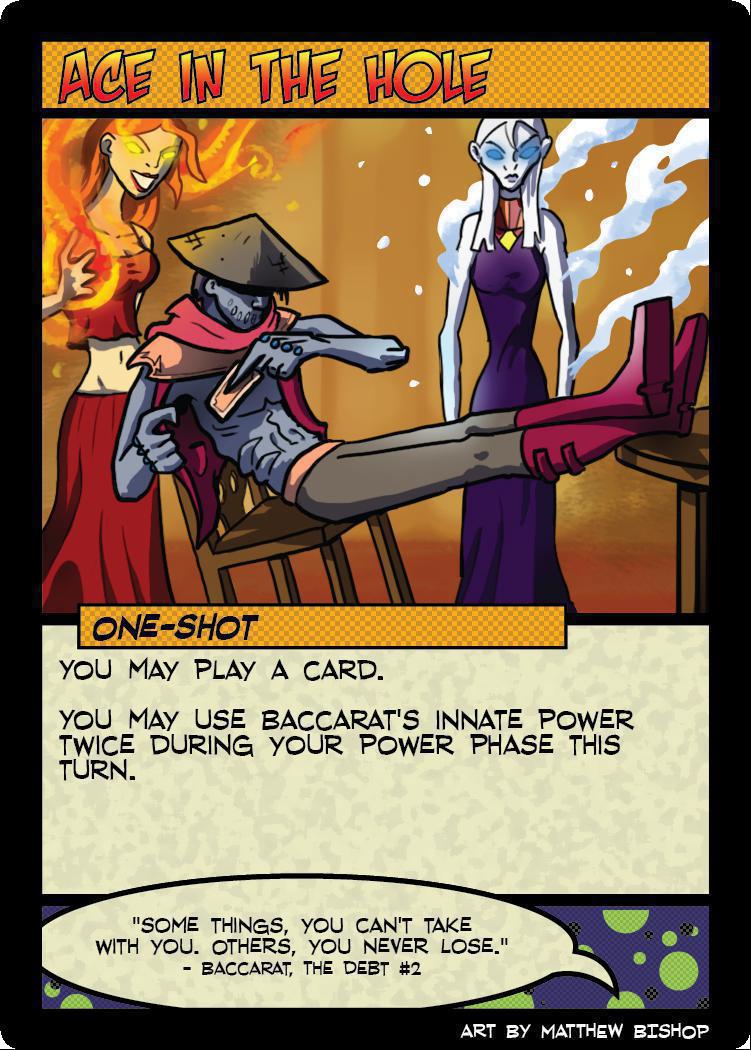 ACE IN THE HOLE
ONE-SHOT
YOU MAY PLAY A CARD.
YOU MAY USE BACCARAT'S INNATE POWER
TWICE DURING YOUR POWER PHASE THIS
TURN.
"SOME THINGS, YOU CAN'T TAKE
WITH YOU. OTHERS, YOU NEVER LOSE."
- BACCARAT, THE DEBT #2
ART BY MATTHEW BISHOP